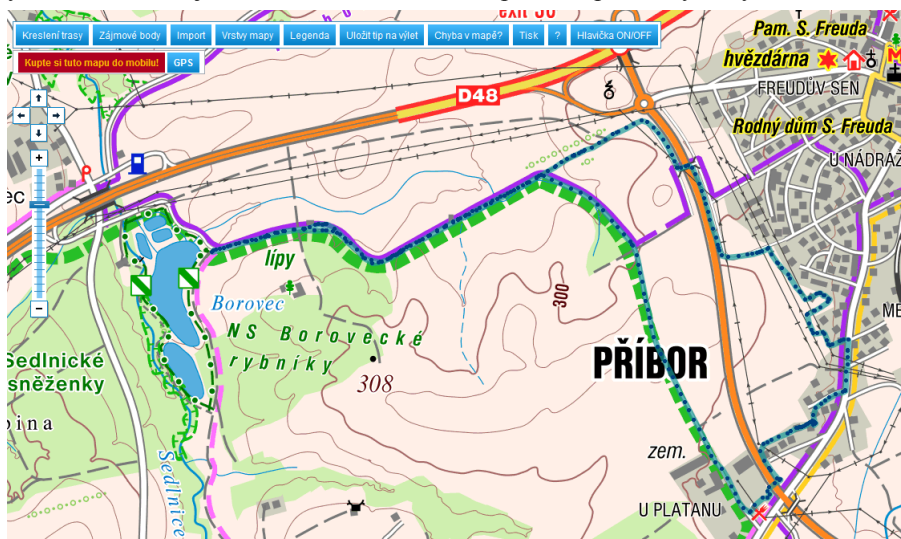 Kreslení trasy Zájmové body Import Vrstvy mapy Legenda Uložit tip na výlet Chyba v mapě? Tisk ? Hlavička ON/OFF
Kupte si tuto mapu do mobilu! GPS
Pam. S. Freuda
hvězdárna
FREUDŮV SEN
D48
Rodný dům S. Freuda
U NÁDRAŽ
lípy
Borovec
300
NS Borovecké
rybníky
308
PŘÍBOR
Sedlnické
sněženky
zem.
Sedlnice
U PLATANU